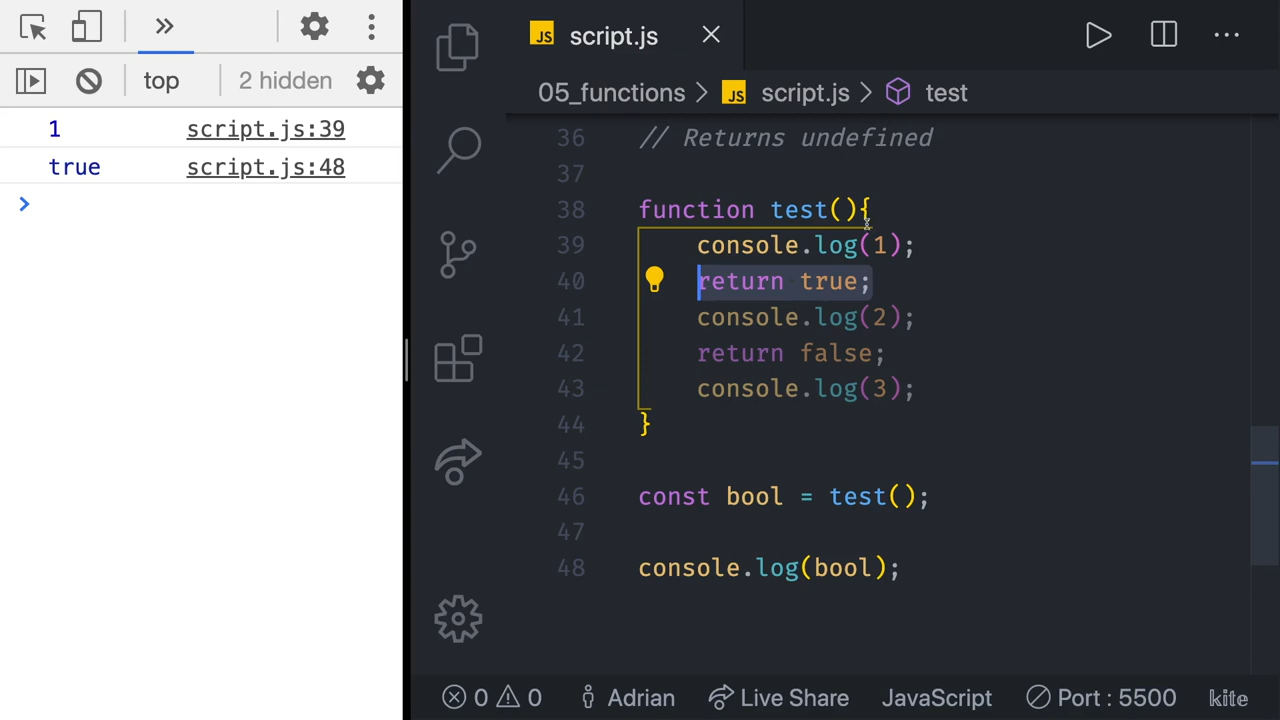 top 2 hidden
1 script.js:39
true script.js:48
JS script.js
05_functions > JS script.js > test
36 // Returns undefined
37
38 function test(){
39 console.log(1);
40 return true;
41 console.log(2);
42 return false;
43 console.log(3);
44 }
45
46 const bool = test();
47
48 console.log(bool);
0 0 Adrian Live Share JavaScript Port : 5500 kite